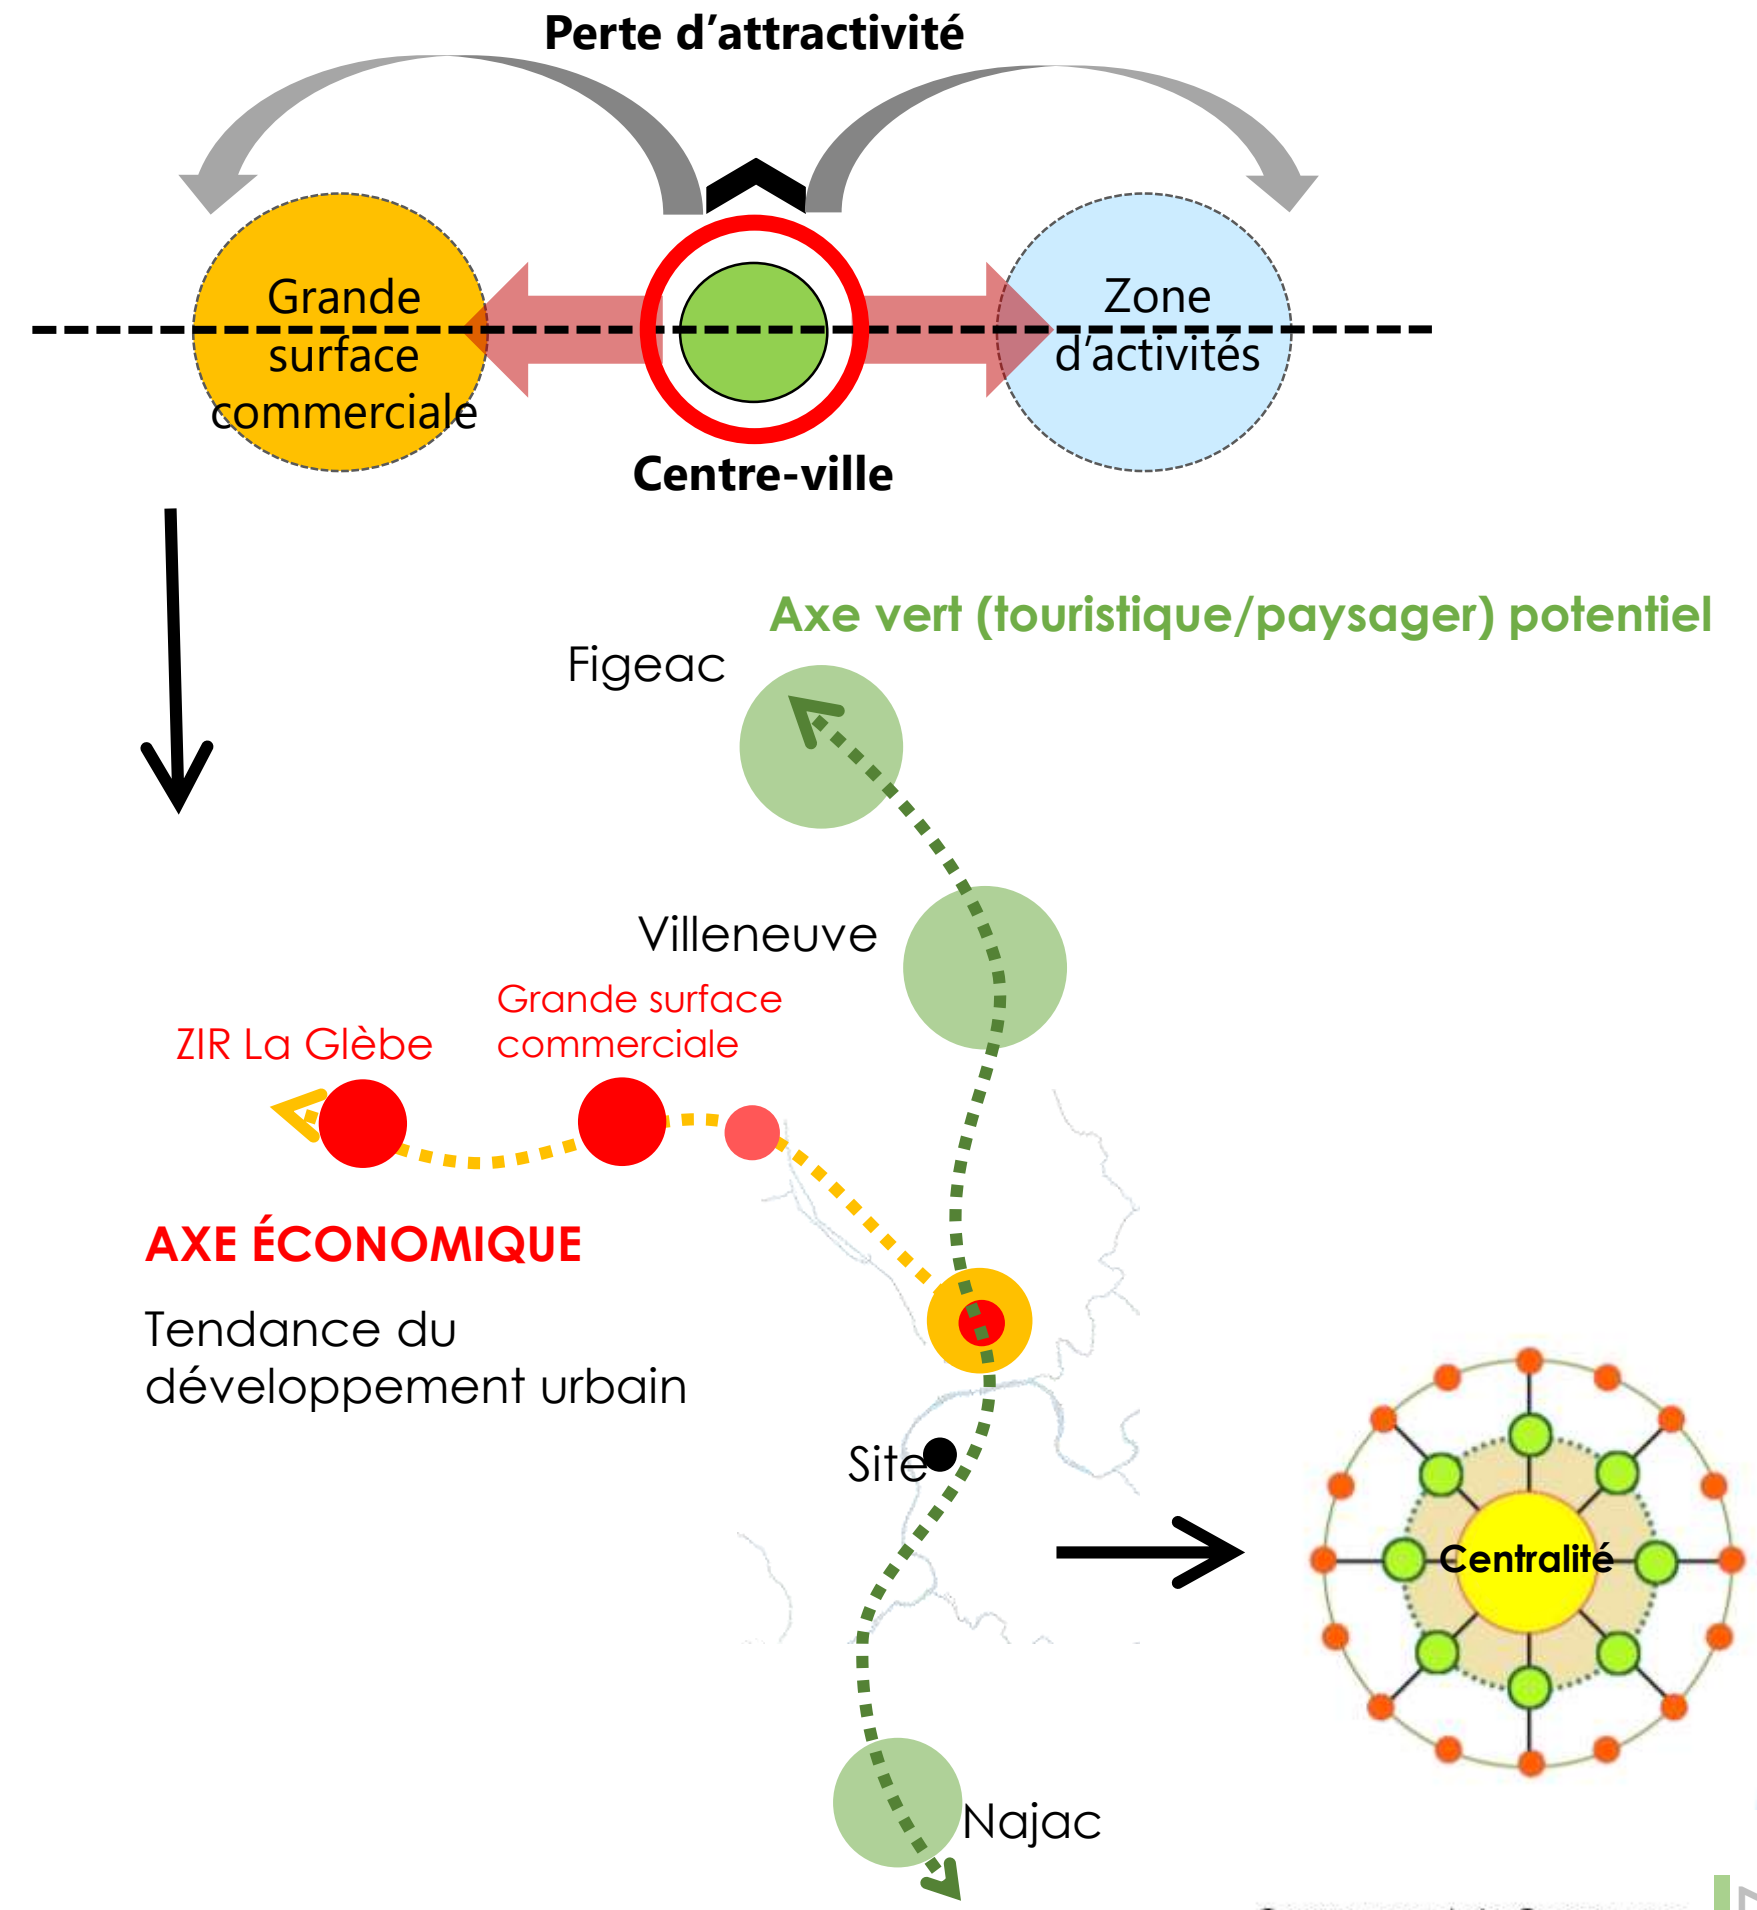 Perte d’attractivité
Grande
surface
commerciale
Zone
d’activités
Centre-ville
Axe vert (touristique/paysager) potentiel
Figeac
Villeneuve
Grande surface
commerciale
ZIR La Glèbe
AXE ÉCONOMIQUE
Tendance du
développement urbain
Site
Centralité
Najac